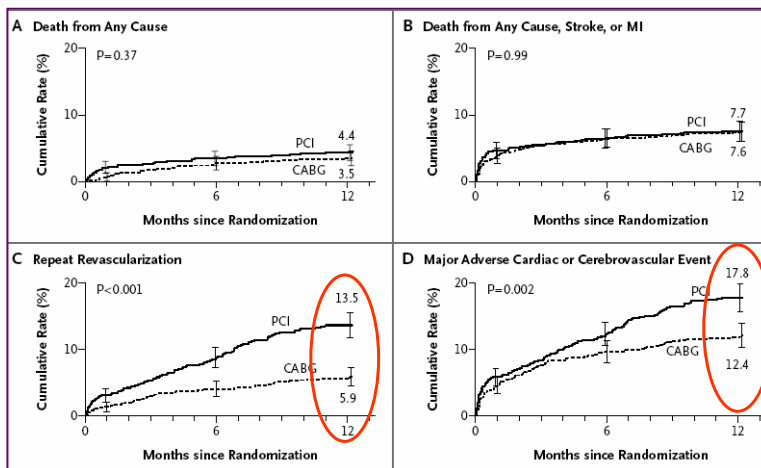 A Death from Any Cause
P=0.37
Cumulative Rate (%)
20
10
0
PCI
4.4
CABG
3.5
0 6 12
Months since Randomization
B Death from Any Cause, Stroke, or MI
P=0.99
Cumulative Rate (%)
20
10
0
PCI
7.7
CABG
7.6
0 6 12
Months since Randomization
C Repeat Revascularization
P<0.001
Cumulative Rate (%)
20
10
0
PCI
13.5
CABG
5.9
0 6 12
Months since Randomization
D Major Adverse Cardiac or Cerebrovascular Event
P=0.002
Cumulative Rate (%)
20
10
0
PCI
17.8
CABG
12.4
0 6 12
Months since Randomization